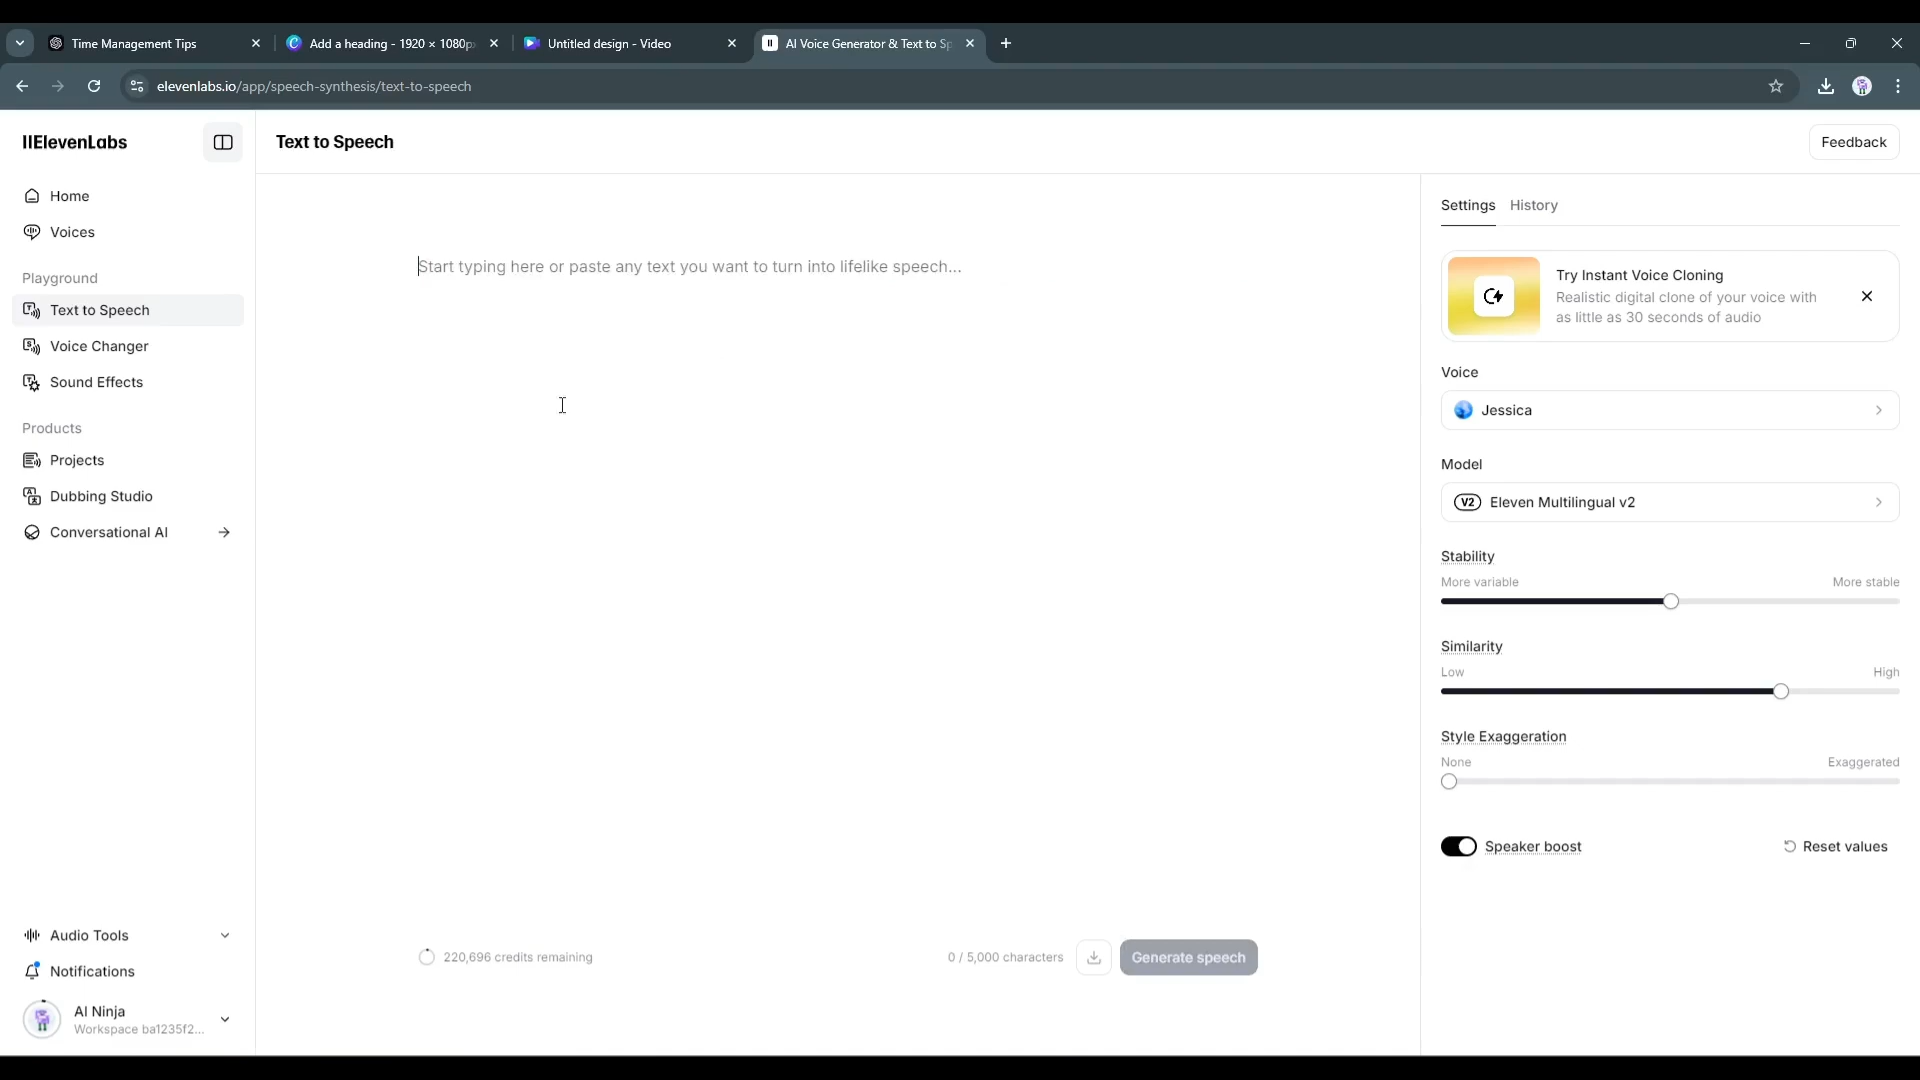 Time Management Tips
Add a heading - 1920 × 1080p
Untitled design - Video
AI Voice Generator & Text to Sp
elevenlabs.io/app/speech-synthesis/text-to-speech
IIElevenLabs
Text to Speech
Feedback
Home
Voices
Playground
Text to Speech
Voice Changer
Sound Effects
Products
Projects
Dubbing Studio
Conversational AI
Audio Tools
Notifications
AI Ninja
Workspace ba1235f2...
Start typing here or paste any text you want to turn into lifelike speech...
220,696 credits remaining
0 / 5,000 characters
Generate speech
Settings
History
Try Instant Voice Cloning
Realistic digital clone of your voice with
as little as 30 seconds of audio
Voice
Jessica
Model
V2 Eleven Multilingual v2
Stability
More variable
More stable
Similarity
Low
High
Style Exaggeration
None
Exaggerated
Speaker boost
Reset values